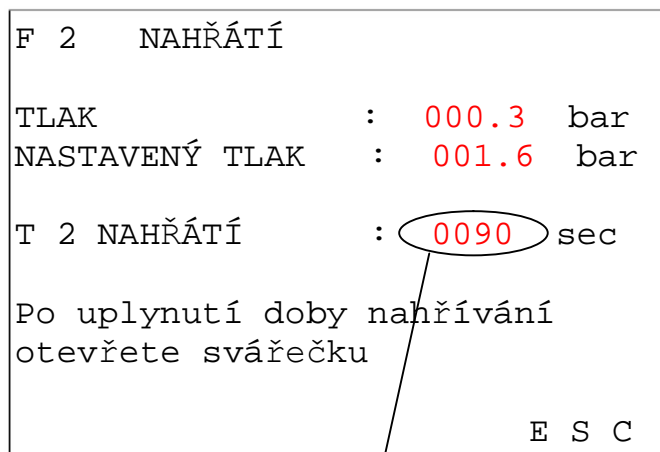 F 2 NAHŘÁTÍ
TLAK : 000.3 bar
NASTAVENÝ TLAK : 001.6 bar
T 2 NAHŘÁTÍ : 0090 sec
Po uplynutí doby nahřívání
otevřete svářečku
E S C